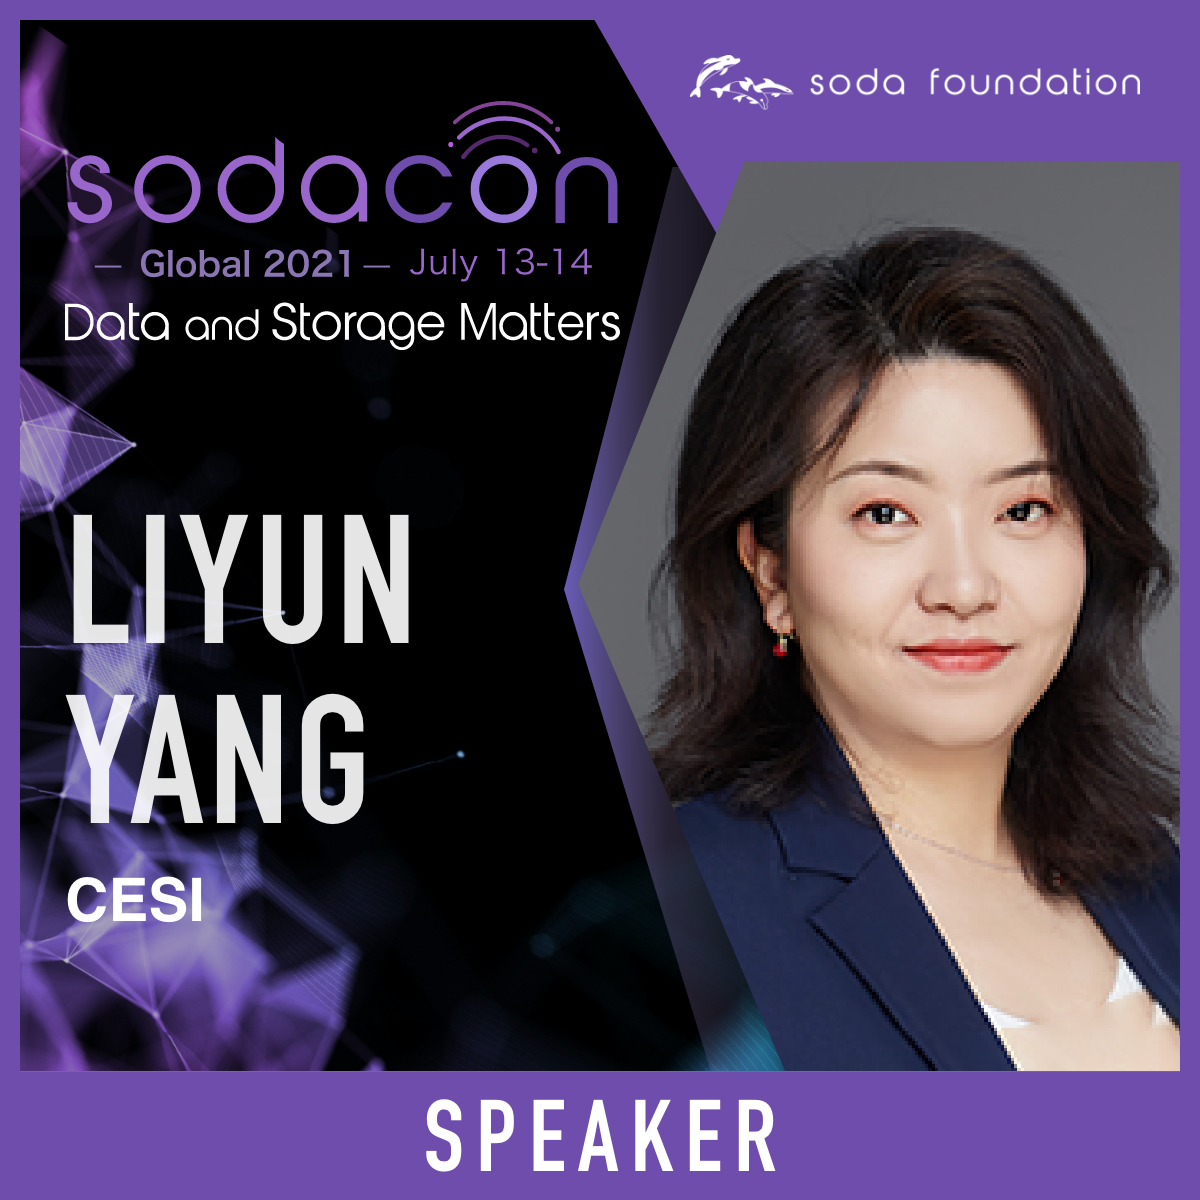 soda foundation
sodacon
— Global 2021 — July 13-14
Data and Storage Matters
LIYUN
YANG
CESI
SPEAKER